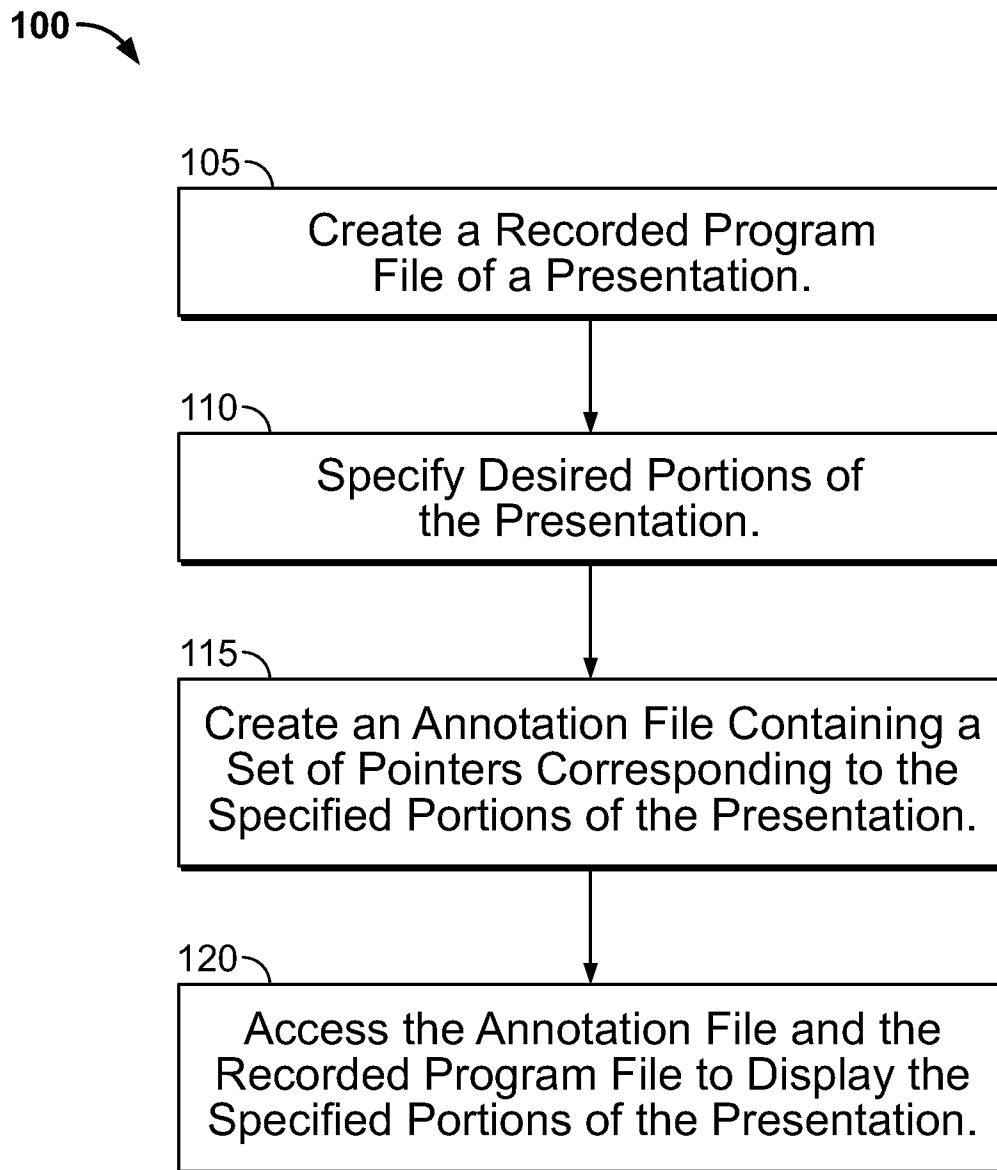 100
105
Create a Recorded Program
File of a Presentation.
110
Specify Desired Portions of
the Presentation.
115
Create an Annotation File Containing a
Set of Pointers Corresponding to the
Specified Portions of the Presentation.
120
Access the Annotation File and the
Recorded Program File to Display the
Specified Portions of the Presentation.